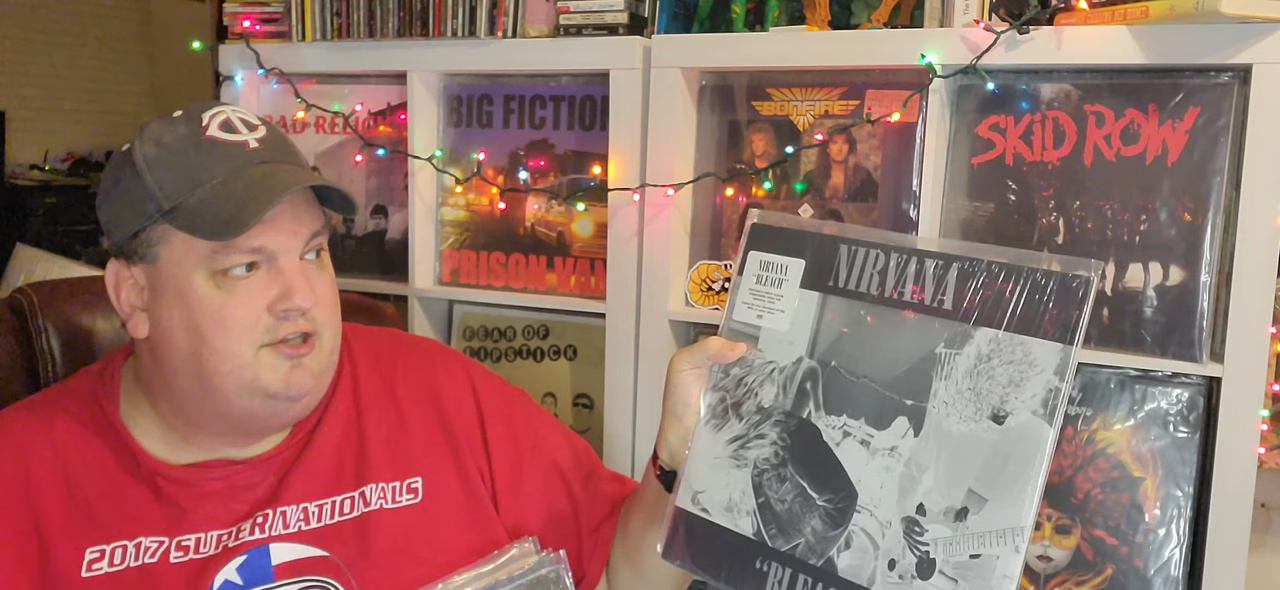 BAD RELIGION
BIG FICTION
PRISON VAN
BONFIRE
SKID ROW
TC
FEAR OF
LIPSTICK
NIRVANA
"BLEACH"
NIRVANA
"BLEACH
2017 SUPER NATIONALS